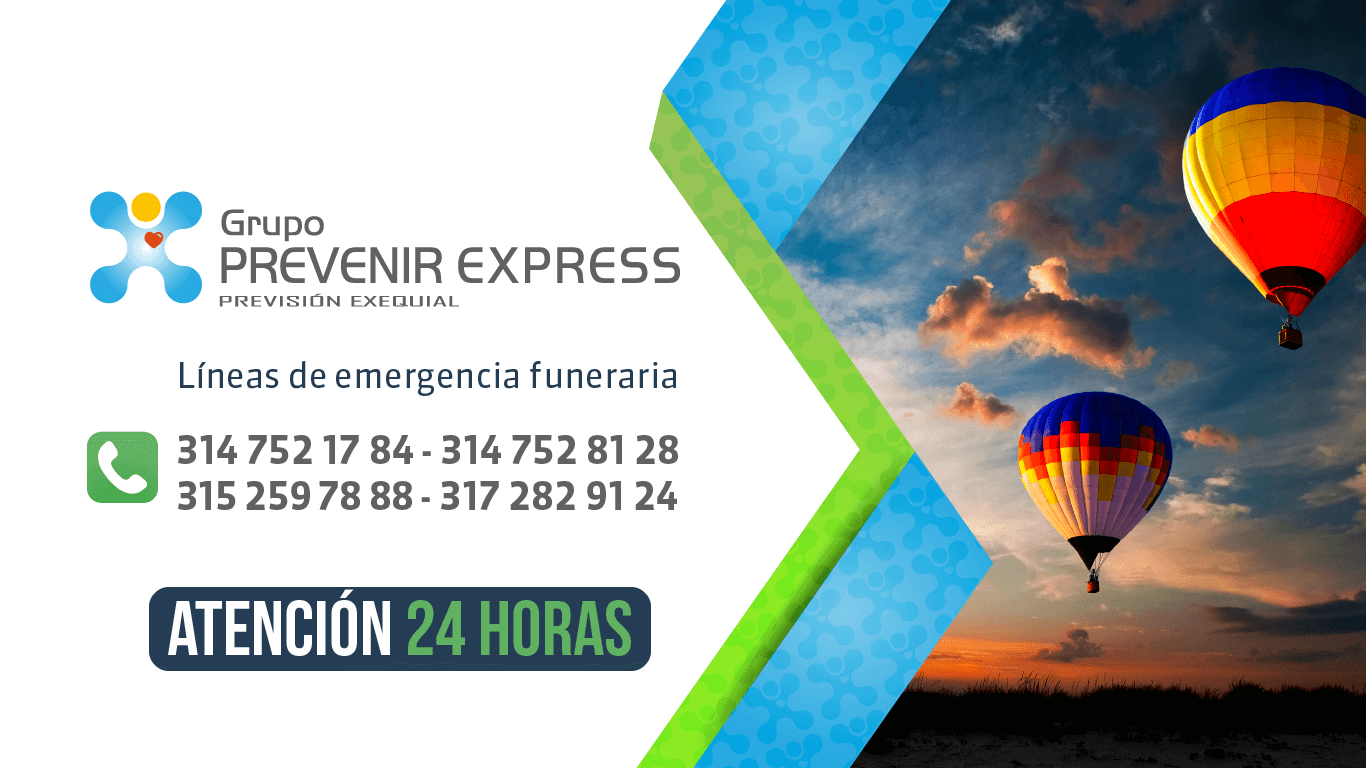 Grupo
PREVENIR EXPRESS
PREVISIÓN EXEQUIAL
Líneas de emergencia funeraria
314 752 17 84 - 314 752 81 28
315 259 78 88 - 317 282 91 24
ATENCIÓN 24 HORAS